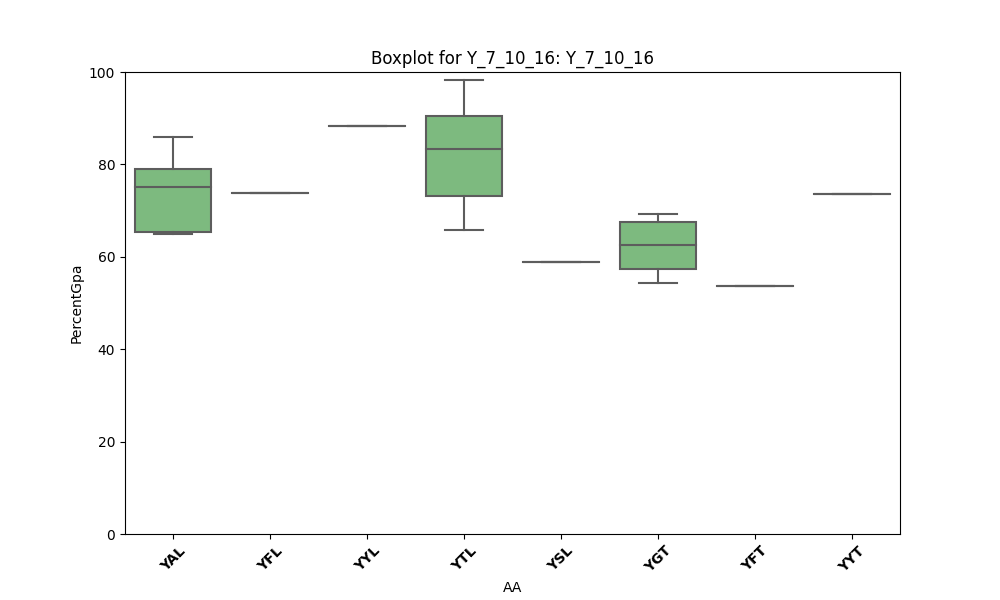 Boxplot for Y_7_10_16: Y_7_10_16
100
80
60
40
20
0
PercentGpa
YAL
YFL
YYL
YTL
YSL
YGT
YFT
YYT
AA